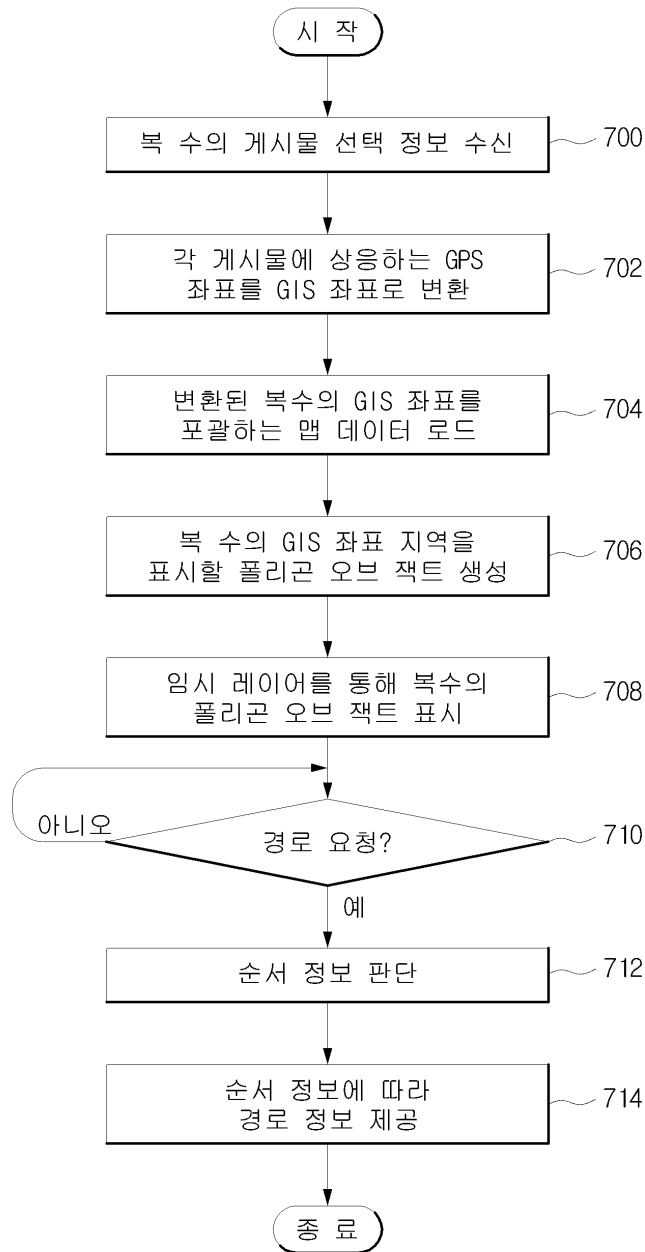 시 작
복 수의 게시물 선택 정보 수신
700
각 게시물에 상응하는 GPS
좌표를 GIS 좌표로 변환
702
변환된 복수의 GIS 좌표를
포괄하는 맵 데이터 로드
704
복 수의 GIS 좌표 지역을
표시할 폴리곤 오브 잭트 생성
706
임시 레이어를 통해 복수의
폴리곤 오브 잭트 표시
708
아니오
경로 요청?
710
예
순서 정보 판단
712
순서 정보에 따라
경로 정보 제공
714
종 료